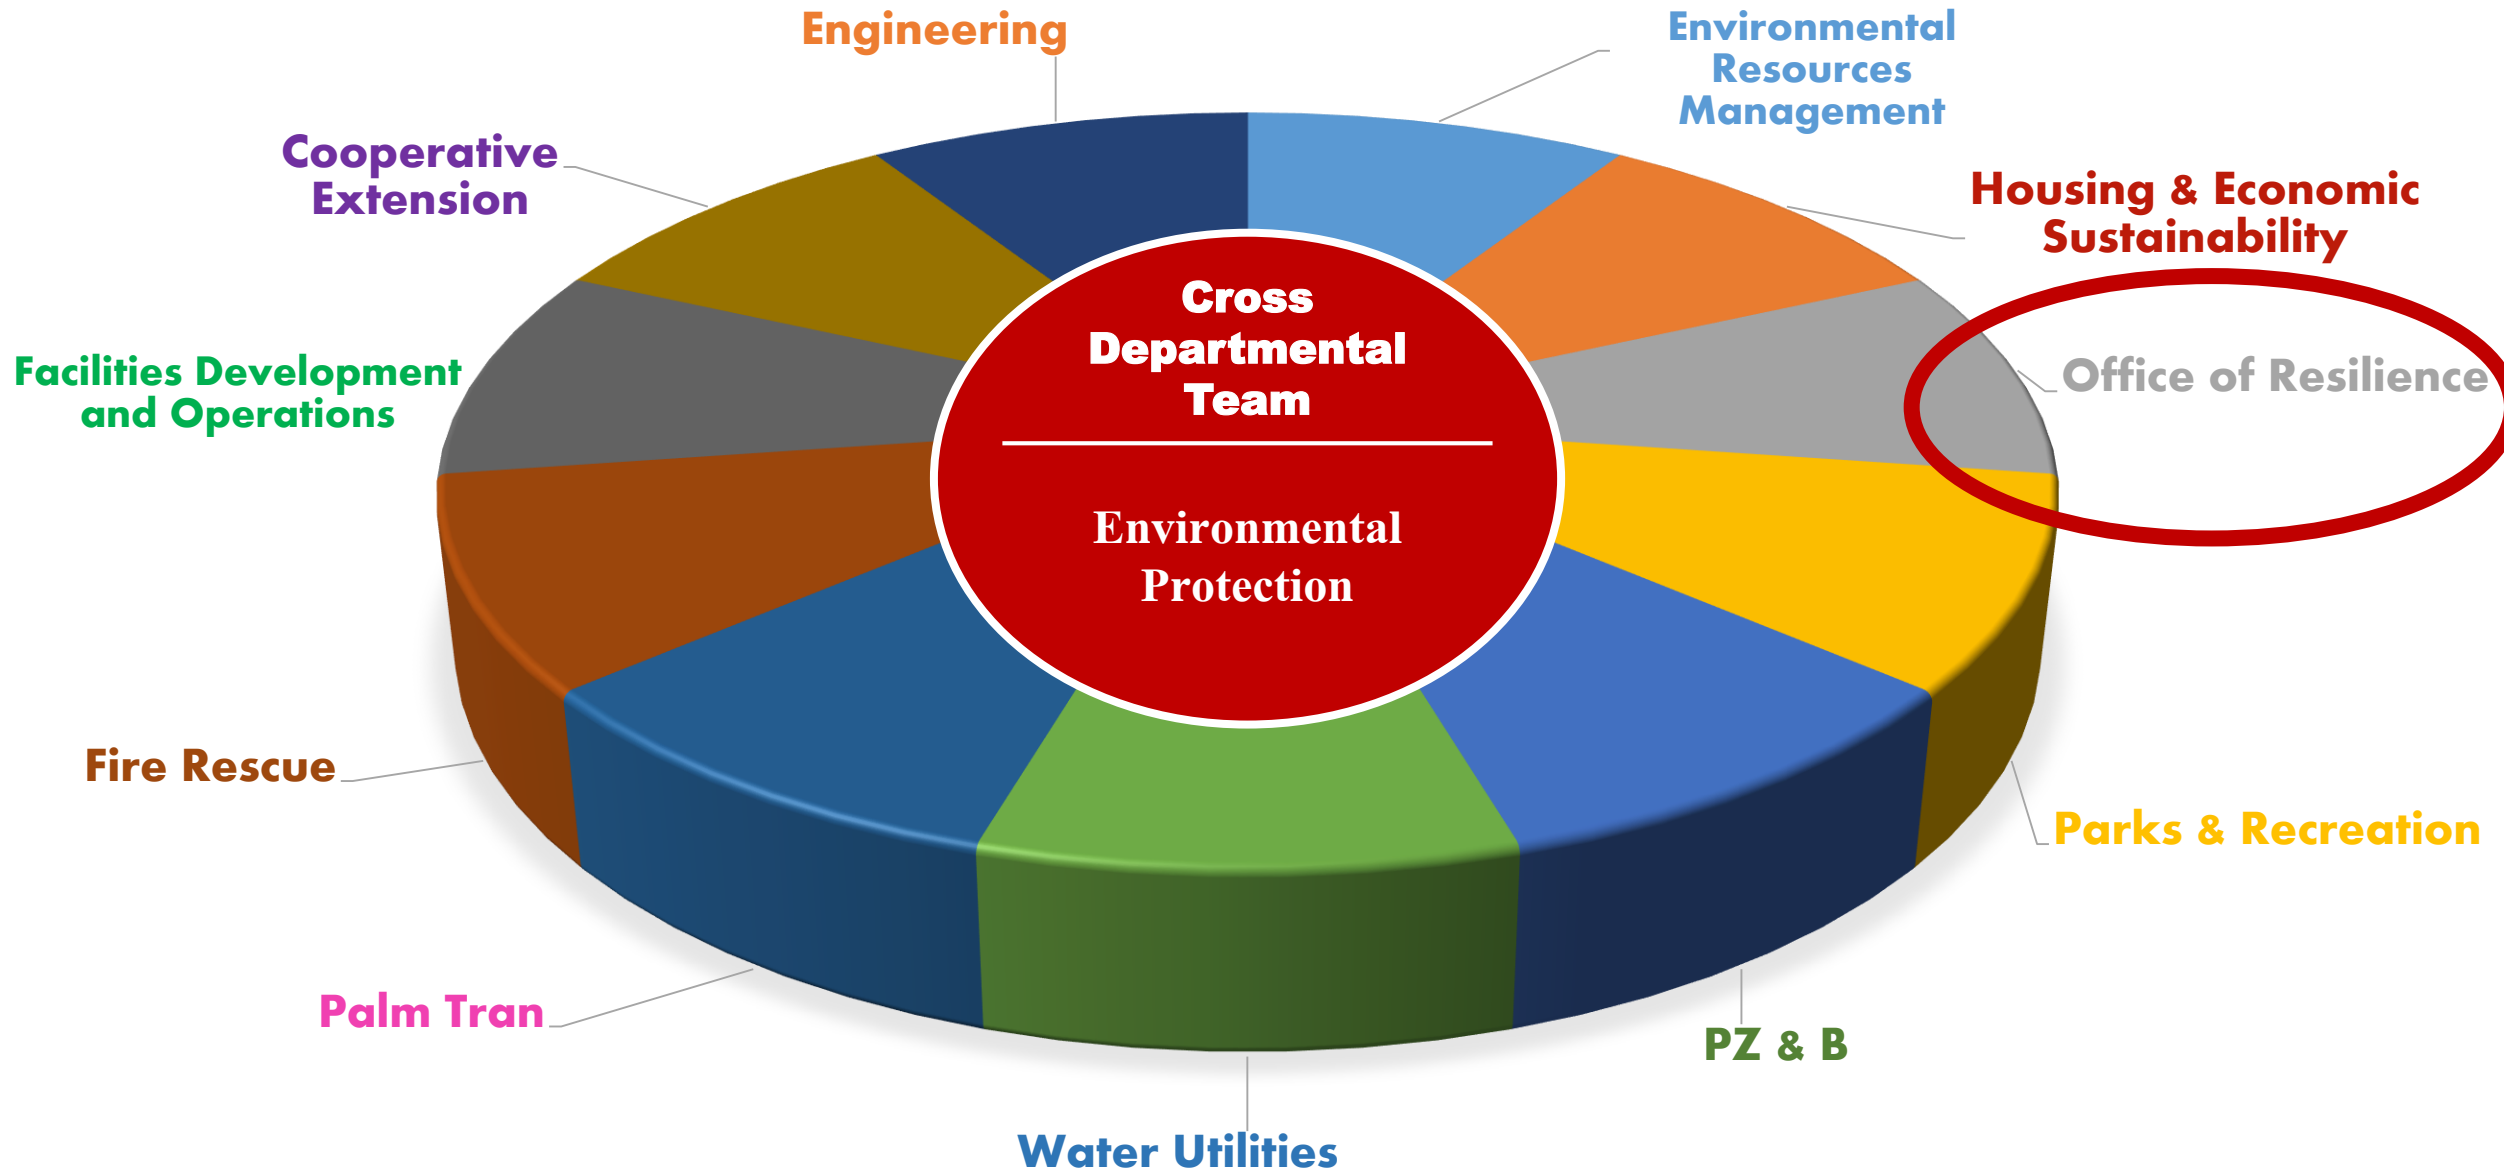 Engineering
Environmental
Resources
Management
Cooperative
Extension
Housing & Economic
Sustainability
Cross
Departmental
Team
Facilities Development
and Operations
Office of Resilience
Environmental
Protection
Fire Rescue
Parks & Recreation
Palm Tran
PZ & B
Water Utilities